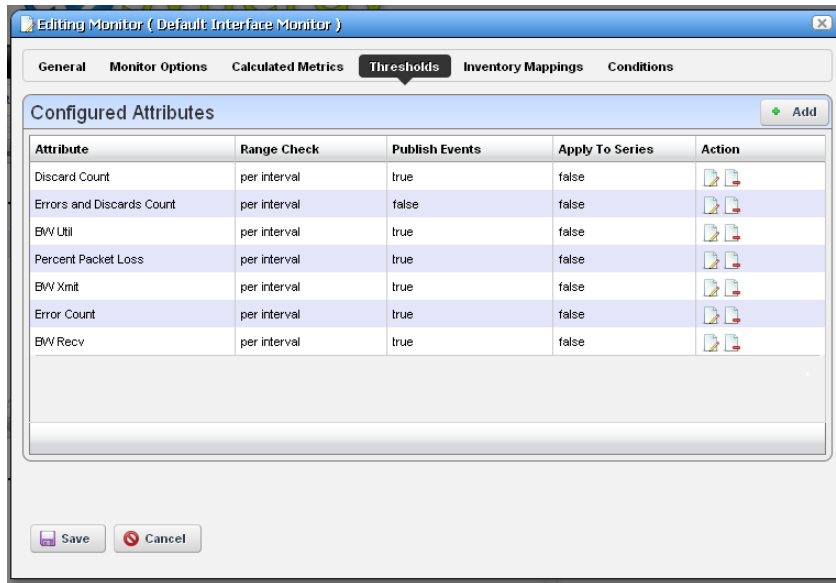 Editing Monitor ( Default Interface Monitor )
General Monitor Options Calculated Metrics Thresholds Inventory Mappings Conditions
Configured Attributes Add
Attribute Range Check Publish Events Apply To Series Action
Discard Count per interval true false
Errors and Discards Count per interval false false
BW Util per interval true false
Percent Packet Loss per interval true false
BW Xmit per interval true false
Error Count per interval true false
BW Recv per interval true false
Save Cancel